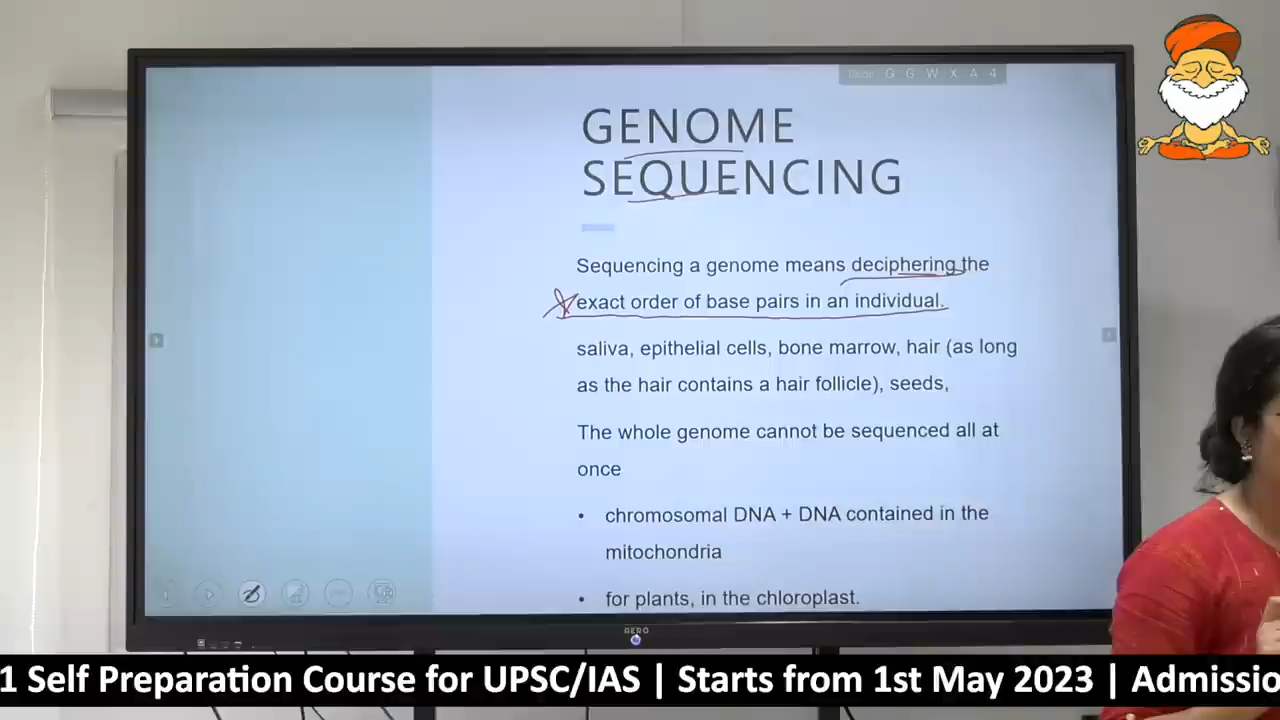 G G W X A 4
GENOME
SEQUENCING
Sequencing a genome means deciphering the
exact order of base pairs in an individual.
saliva, epithelial cells, bone marrow, hair (as long
as the hair contains a hair follicle), seeds,
The whole genome cannot be sequenced all at
once
• chromosomal DNA + DNA contained in the
mitochondria
• for plants, in the chloroplast.
1 Self Preparation Course for UPSC/IAS | Starts from 1st May 2023 | Admissio